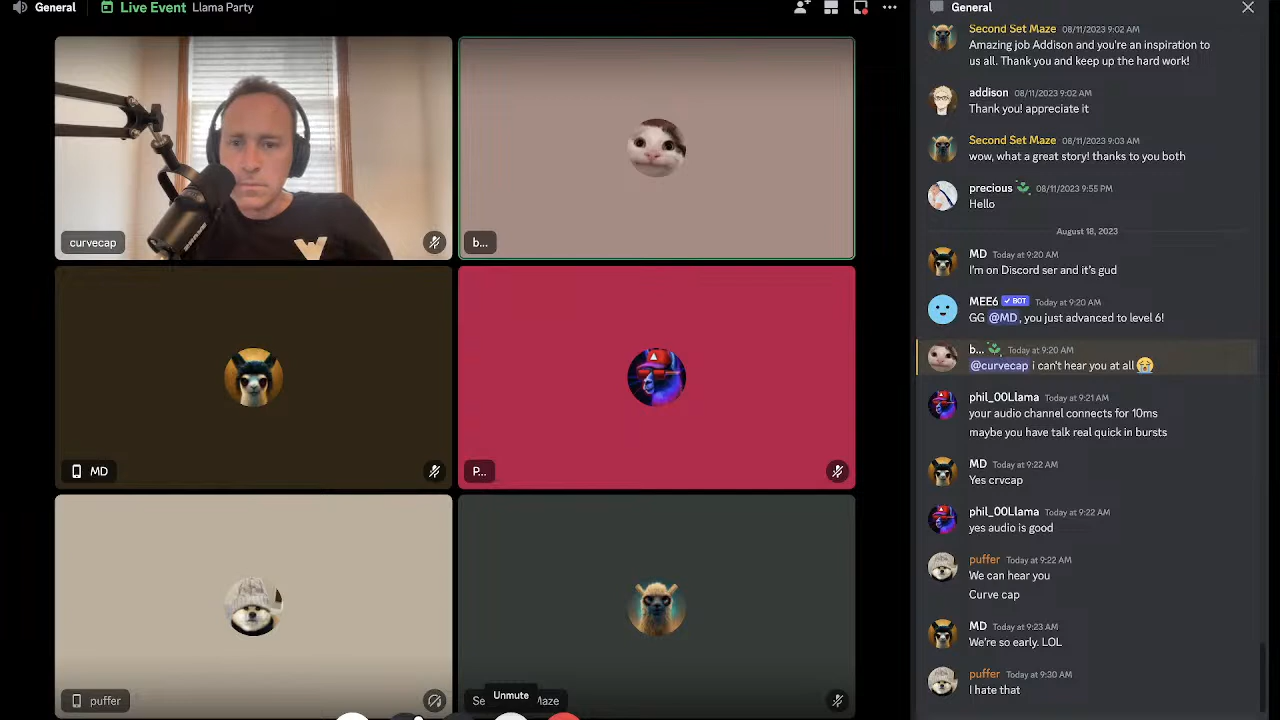 General
Live Event Llama Party
curvecap
b...
MD
P...
puffer
Se
Unmute
Maze
General
Second Set Maze 08/11/2023 9:02 AM
Amazing job Addison and you're an inspiration to
us all. Thank you and keep up the hard work!
addison 08/11/2023 9:02 AM
Thank you! appreciate it
Second Set Maze 08/11/2023 9:03 AM
wow, what a great story! thanks to you both
precious 08/11/2023 9:55 PM
Hello
August 18, 2023
MD Today at 9:20 AM
I'm on Discord ser and it's gud
MEE6 BOT Today at 9:20 AM
GG @MD, you just advanced to level 6!
b... Today at 9:20 AM
@curvecap i can't hear you at all
phil_00Llama Today at 9:21 AM
your audio channel connects for 10ms
maybe you have talk real quick in bursts
MD Today at 9:22 AM
Yes crvcap
phil_00Llama Today at 9:22 AM
yes audio is good
puffer Today at 9:22 AM
We can hear you
Curve cap
MD Today at 9:23 AM
We're so early. LOL
puffer Today at 9:30 AM
I hate that